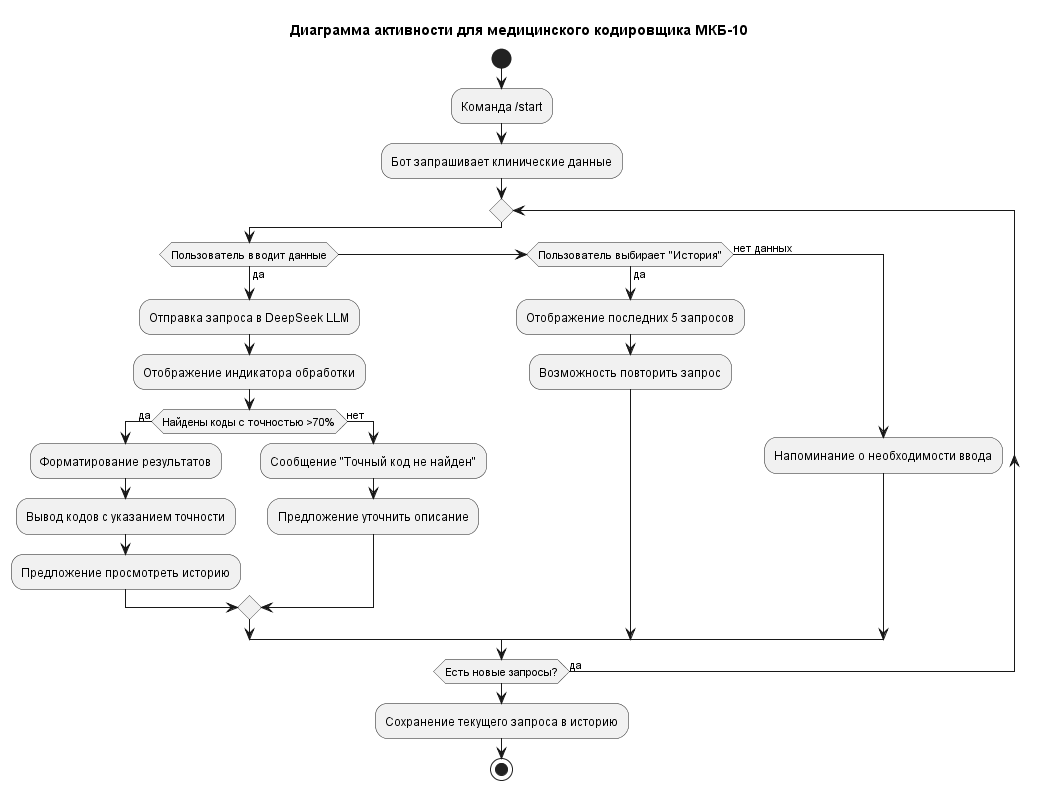 Диаграмма активности для медицинского кодировщика МКБ-10
Команда /start
Бот запрашивает клинические данные
Пользователь вводит данные
Пользователь выбирает "История"
нет данных
да
да
Отправка запроса в DeepSeek LLM
Отображение последних 5 запросов
Отображение индикатора обработки
Возможность повторить запрос
да
Найдены коды с точностью >70%
нет
Форматирование результатов
Сообщение "Точный код не найден"
Напоминание о необходимости ввода
Вывод кодов с указанием точности
Предложение уточнить описание
Предложение просмотреть историю
Есть новые запросы?
да
Сохранение текущего запроса в историю